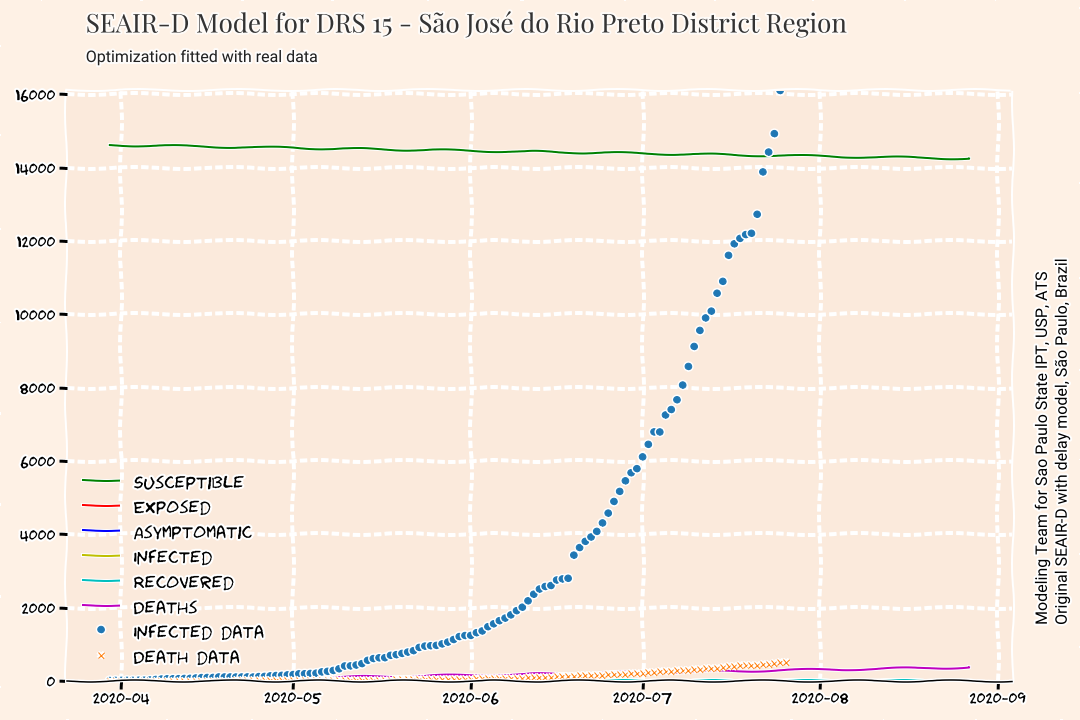 SEAIR-D Model for DRS 15 - São José do Rio Preto District Region
Optimization fitted with real data
16000
14000
12000
10000
8000
6000
4000
2000
0
SUSCEPTIBLE
EXPOSED
ASYMPTOMATIC
INFECTED
RECOVERED
DEATHS
INFECTED DATA
DEATH DATA
2020-04
2020-05
2020-06
2020-07
2020-08
2020-09
Modeling Team for Sao Paulo State IPT, USP, ATS
Original SEAIR-D with delay model, São Paulo, Brazil